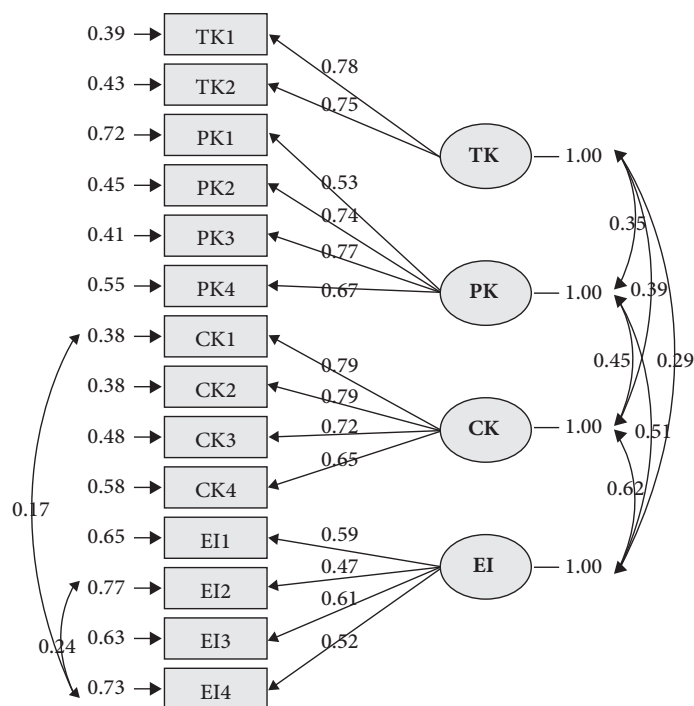 0.39 TK1
0.78
0.43 TK2
0.75
0.72 PK1
TK 1.00
0.53
0.45 PK2
0.74
0.35
0.41 PK3
0.77
0.55 PK4
0.67
PK 1.00
0.39
0.38 CK1
0.79
0.45
0.29
0.38 CK2
0.79
0.48 CK3
0.72
CK 1.00
0.51
0.65
0.58 CK4
0.62
0.17
0.65 EI1
0.59
0.47
EI 1.00
0.77 EI2
0.61
0.63 EI3
0.24
0.52
0.73 EI4